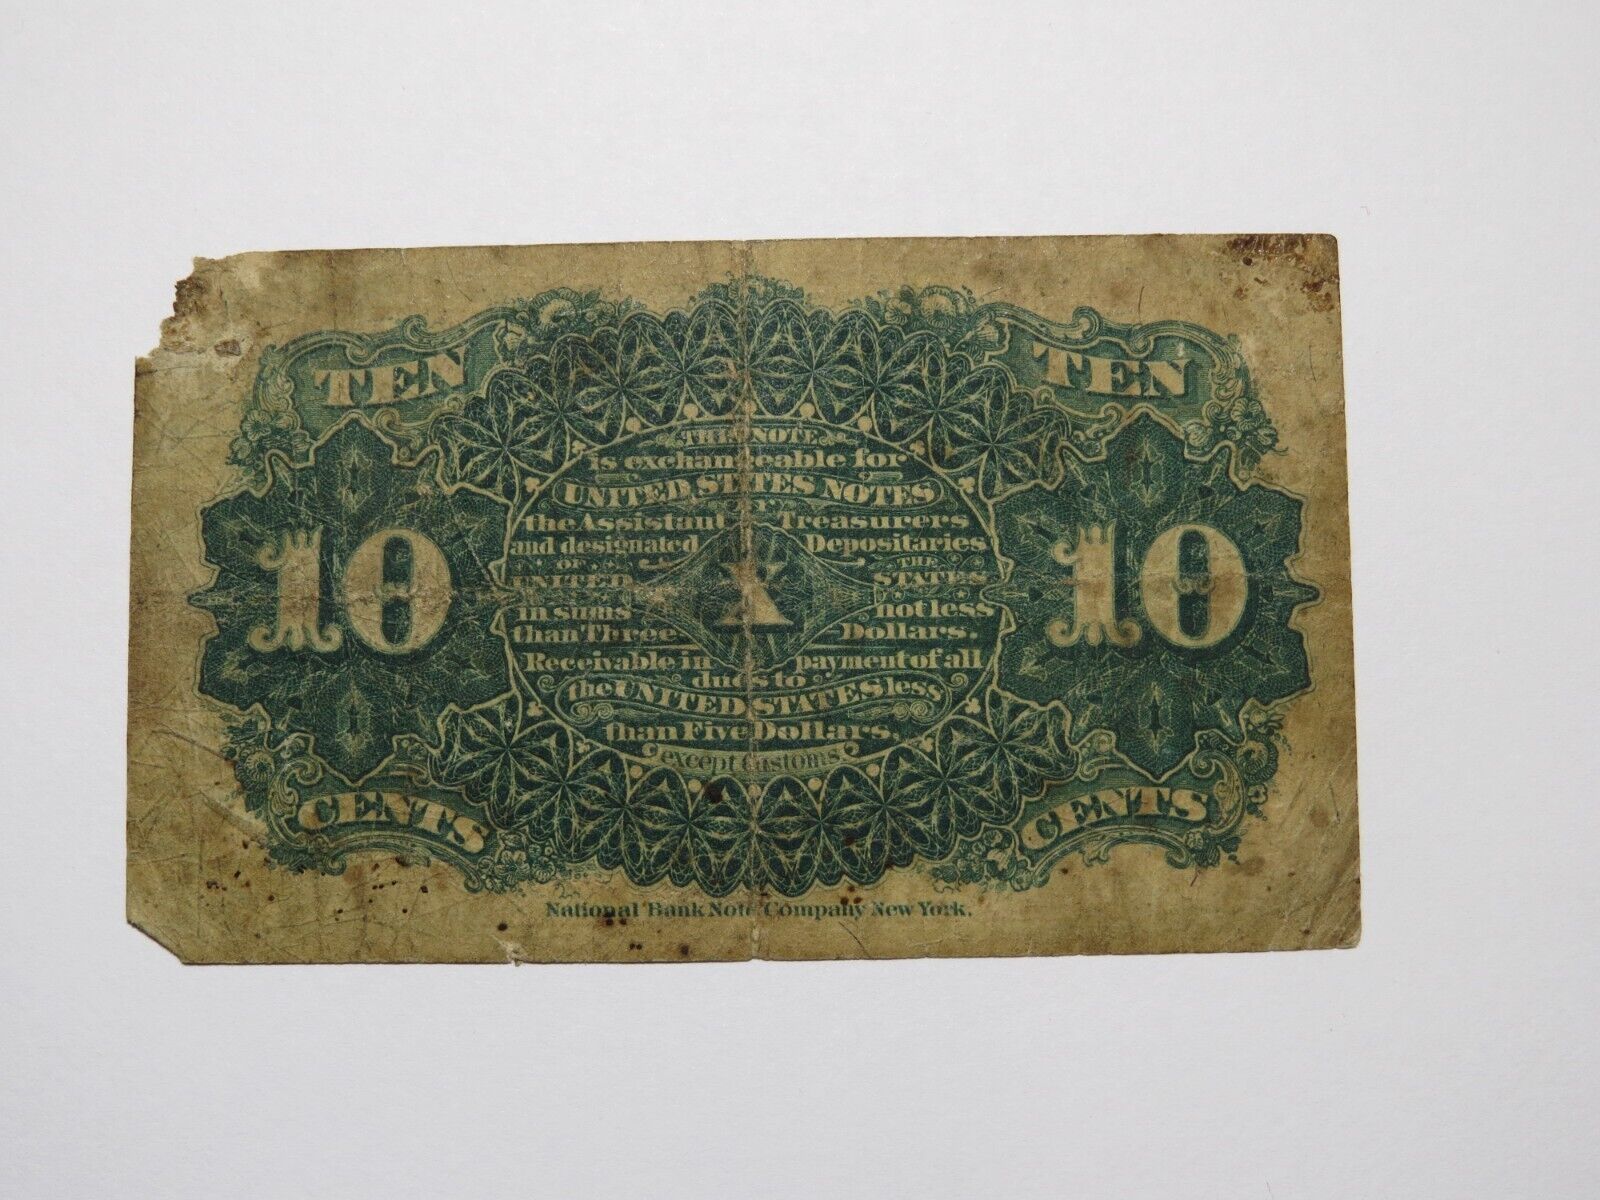 TEN TEN
THE NOTE
is exchangeable for
UNITED STATES NOTES
the Assistant Treasurers
and designated Depositaries
OF THE
UNITED STATES
10 X 10
in sums not less
than Three Dollars.
Receivable in payment of all
dues to
the UNITED STATES less
than Five Dollars.
except Customs
CENTS CENTS
National Bank Note Company New York.